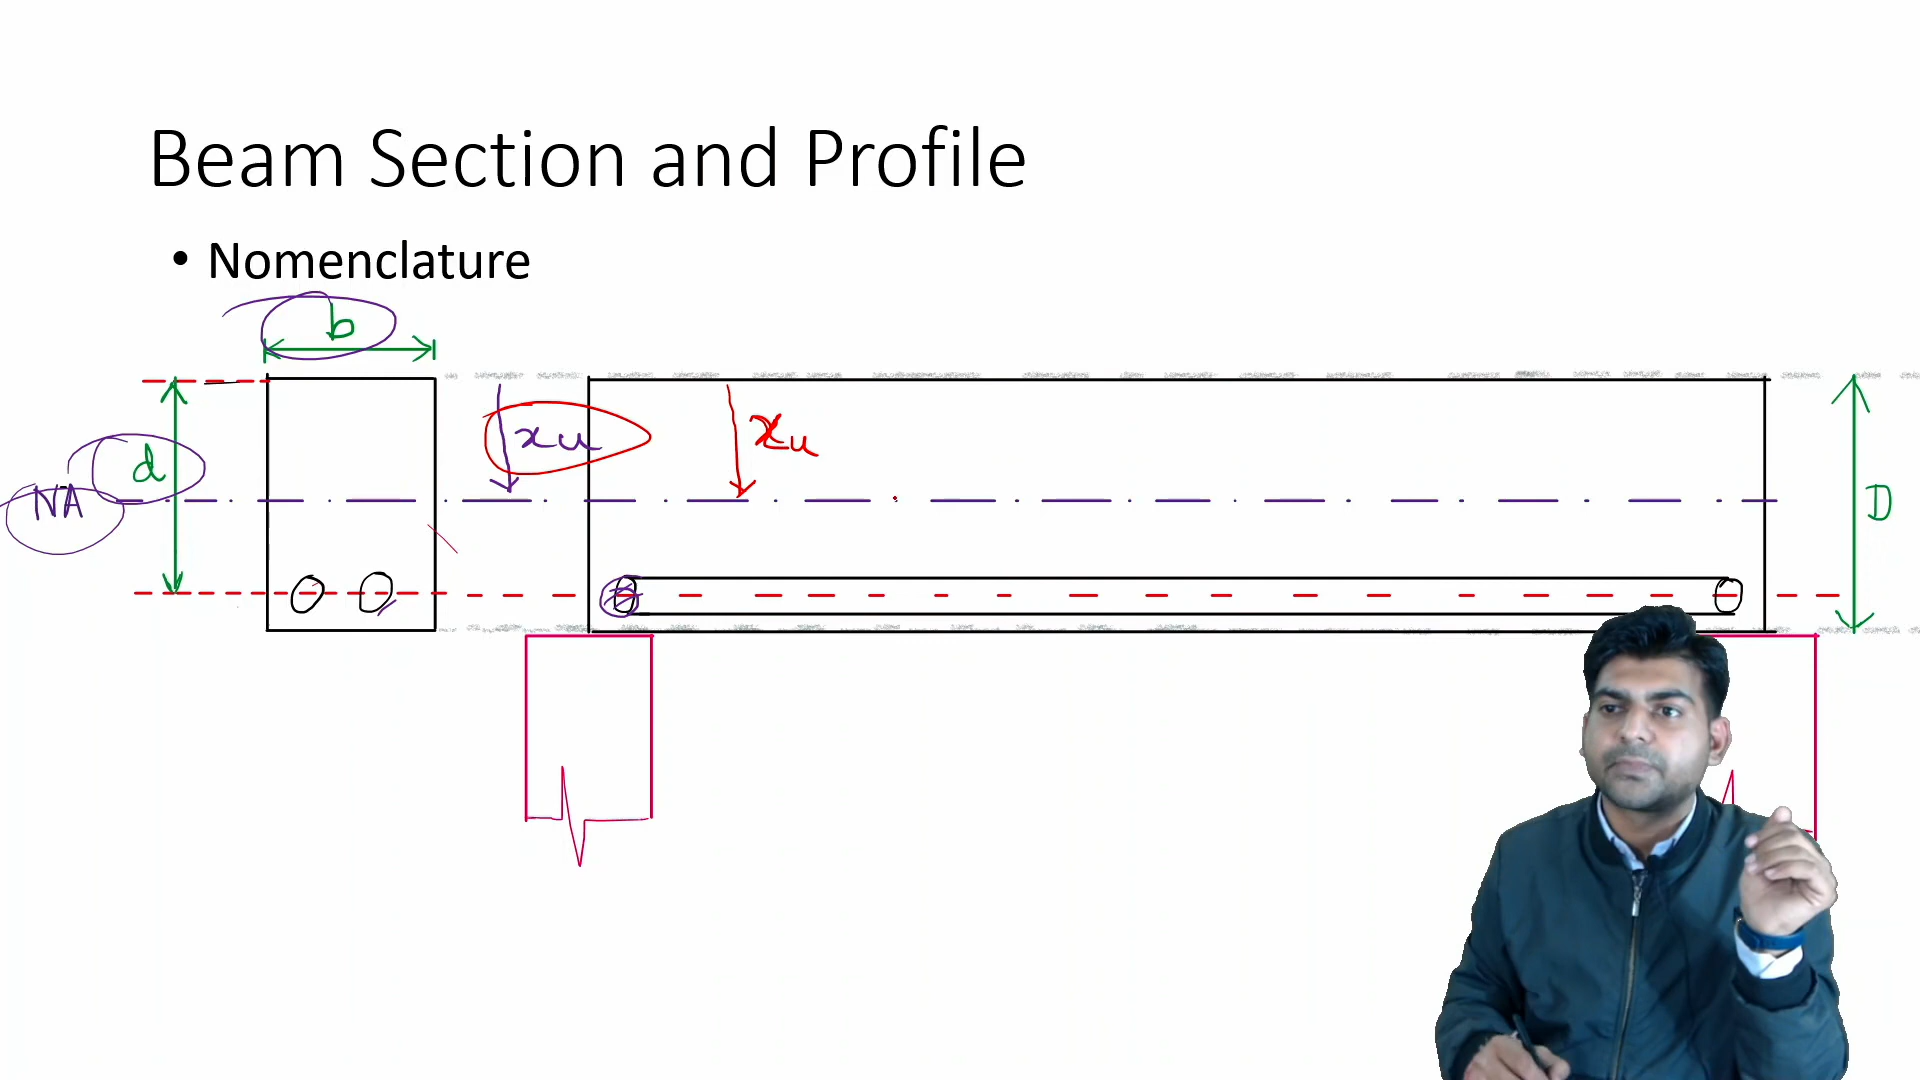 Beam Section and Profile
• Nomenclature
b
d
NA
xu
xu
D